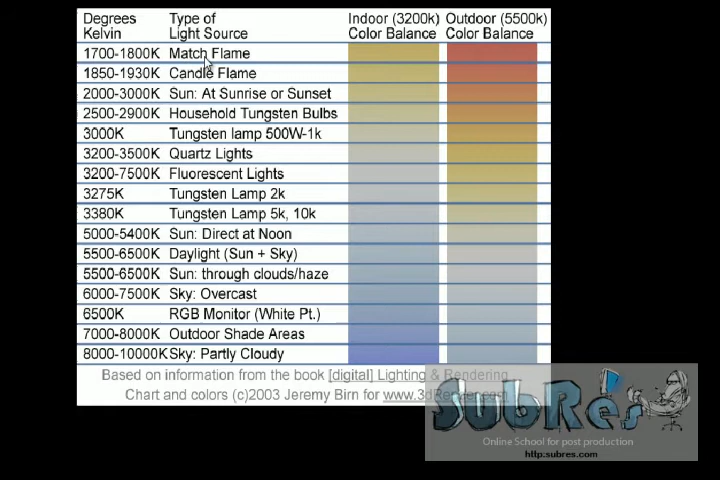 Degrees Kelvin Type of Light Source Indoor (3200k) Color Balance Outdoor (5500k) Color Balance
1700-1800K Match Flame
1850-1930K Candle Flame
2000-3000K Sun: At Sunrise or Sunset
2500-2900K Household Tungsten Bulbs
3000K Tungsten lamp 500W-1k
3200-3500K Quartz Lights
3200-7500K Fluorescent Lights
3275K Tungsten Lamp 2k
3380K Tungsten Lamp 5k, 10k
5000-5400K Sun: Direct at Noon
5500-6500K Daylight (Sun + Sky)
5500-6500K Sun: through clouds/haze
6000-7500K Sky: Overcast
6500K RGB Monitor (White Pt.)
7000-8000K Outdoor Shade Areas
8000-10000K Sky: Partly Cloudy
Based on information from the book [digital] Lighting & Rendering
Chart and colors (c)2003 Jeremy Birn for
SubRes
Online School for post production
http:subres.com